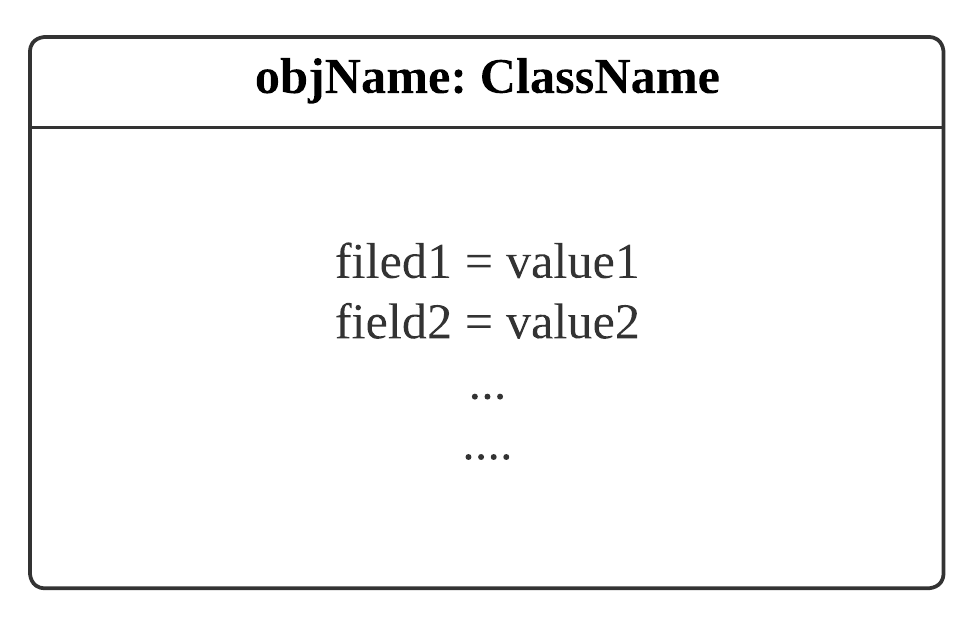 objName: ClassName
filed1 = value1
field2 = value2
...
....